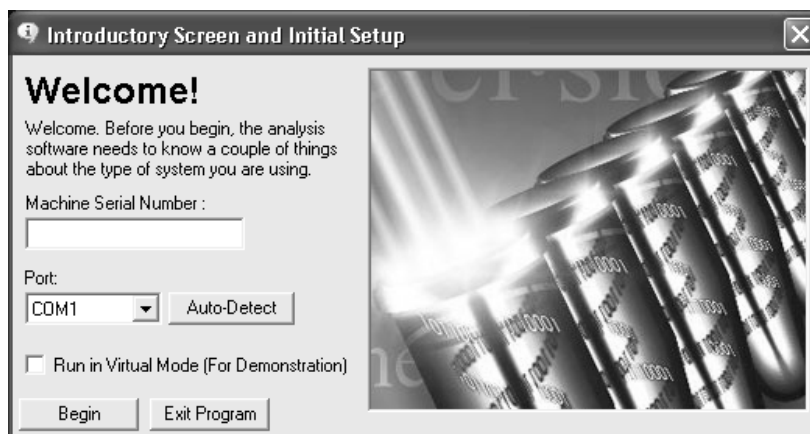 Introductory Screen and Initial Setup
Welcome!
Welcome. Before you begin, the analysis
software needs to know a couple of things
about the type of system you are using.
Machine Serial Number :
Port:
COM1
Auto-Detect
Run in Virtual Mode (For Demonstration)
Begin
Exit Program